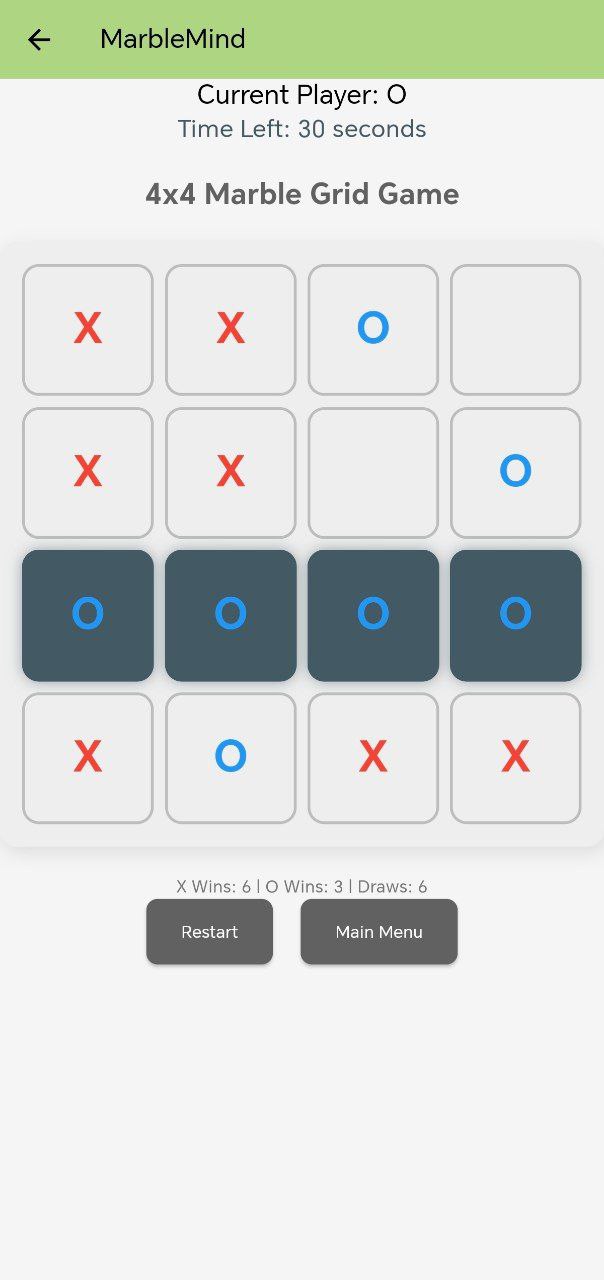 MarbleMind
Current Player: O
Time Left: 30 seconds
4x4 Marble Grid Game
X X O
X X O
O O O O
X O X X
X Wins: 6 | O Wins: 3 | Draws: 6
Restart Main Menu